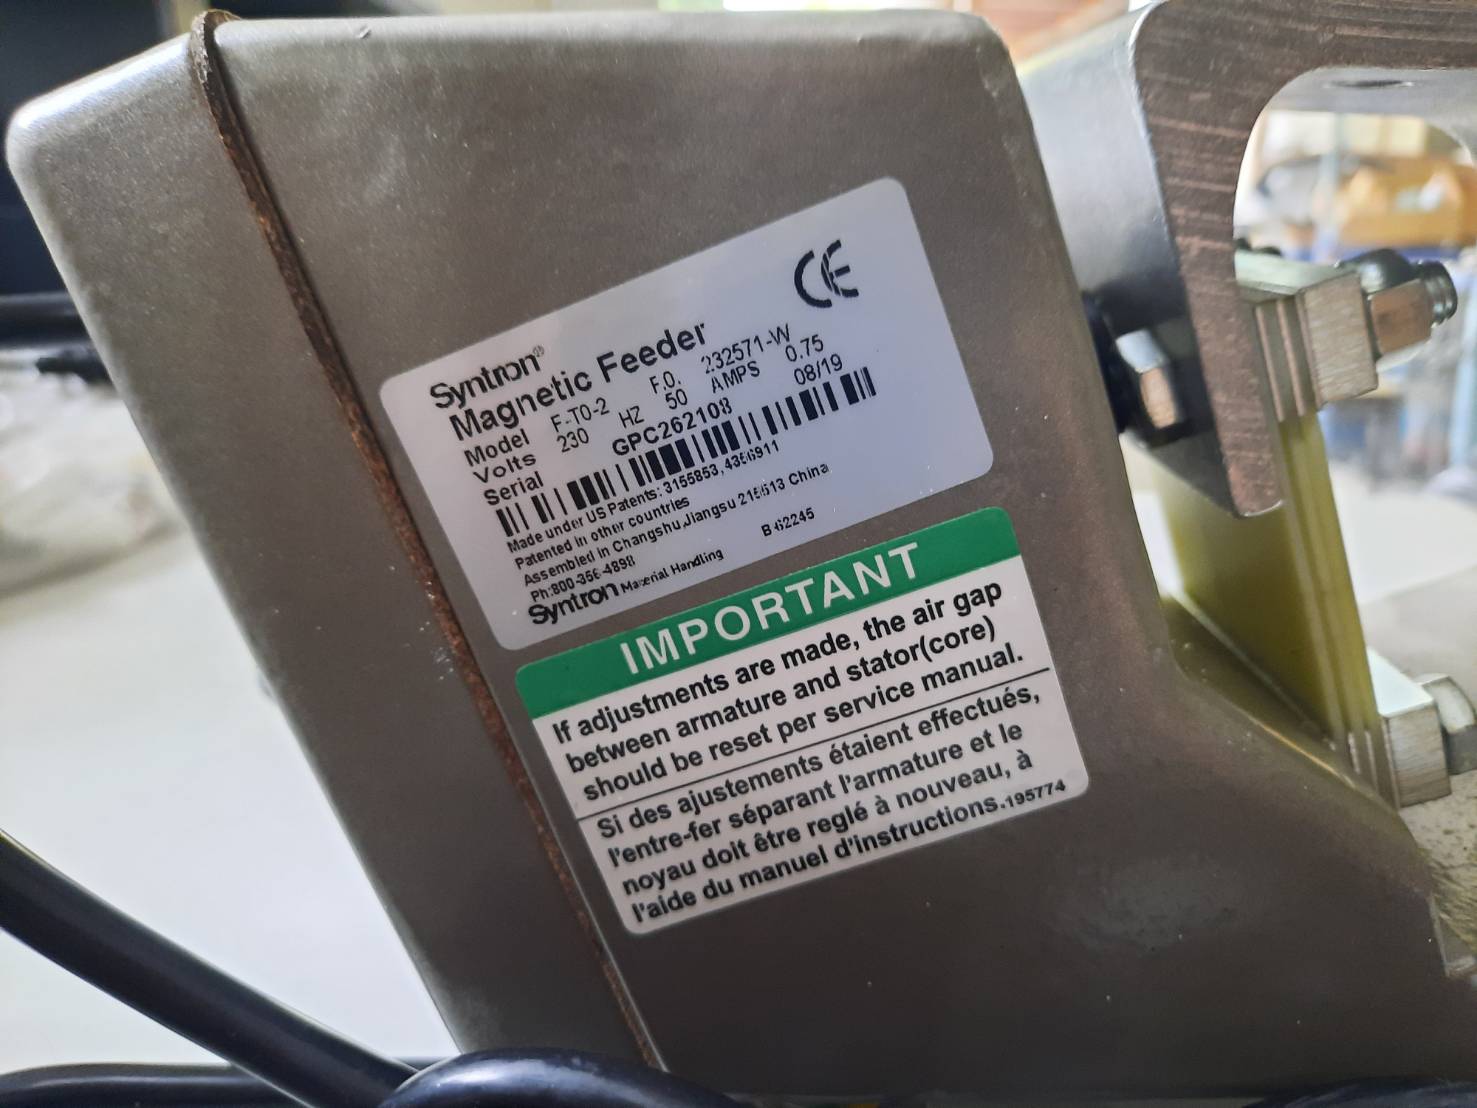 Syntron®
Magnetic Feeder
CE
Model F-T0-2 F.O. 232571-W
Volts 230 HZ 50 AMPS 0.75
Serial GPC262108 08/19
Made under US Patents: 3155853, 4356911
Patented in other countries
Assembled in Changshu,Jiangsu 215513 China
Ph:800-356-4898
Syntron Material Handling B-62245
IMPORTANT
If adjustments are made, the air gap
between armature and stator(core)
should be reset per service manual.
Si des ajustements étaient effectués,
l'entre-fer séparant l'armature et le
noyau doit être reglé à nouveau, à
l'aide du manuel d'instructions.195774